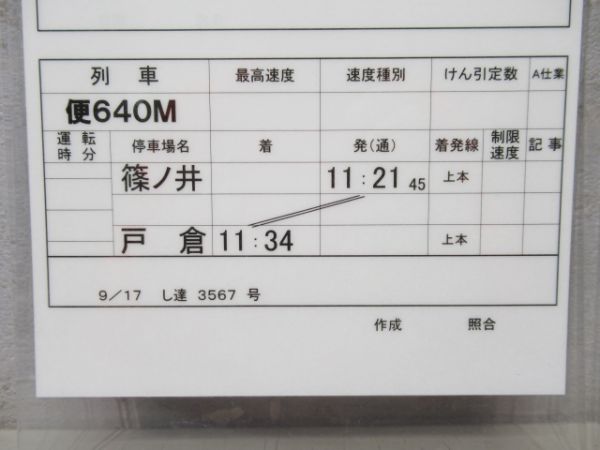 列車 最高速度 速度種別 けん引定数 A仕業
便640M
運転時分 停車場名 着 発(通) 着発線 制限速度 記事
篠ノ井 11:21 45 上本
戸倉 11:34 上本
9/17 し達 3567 号
作成 照合